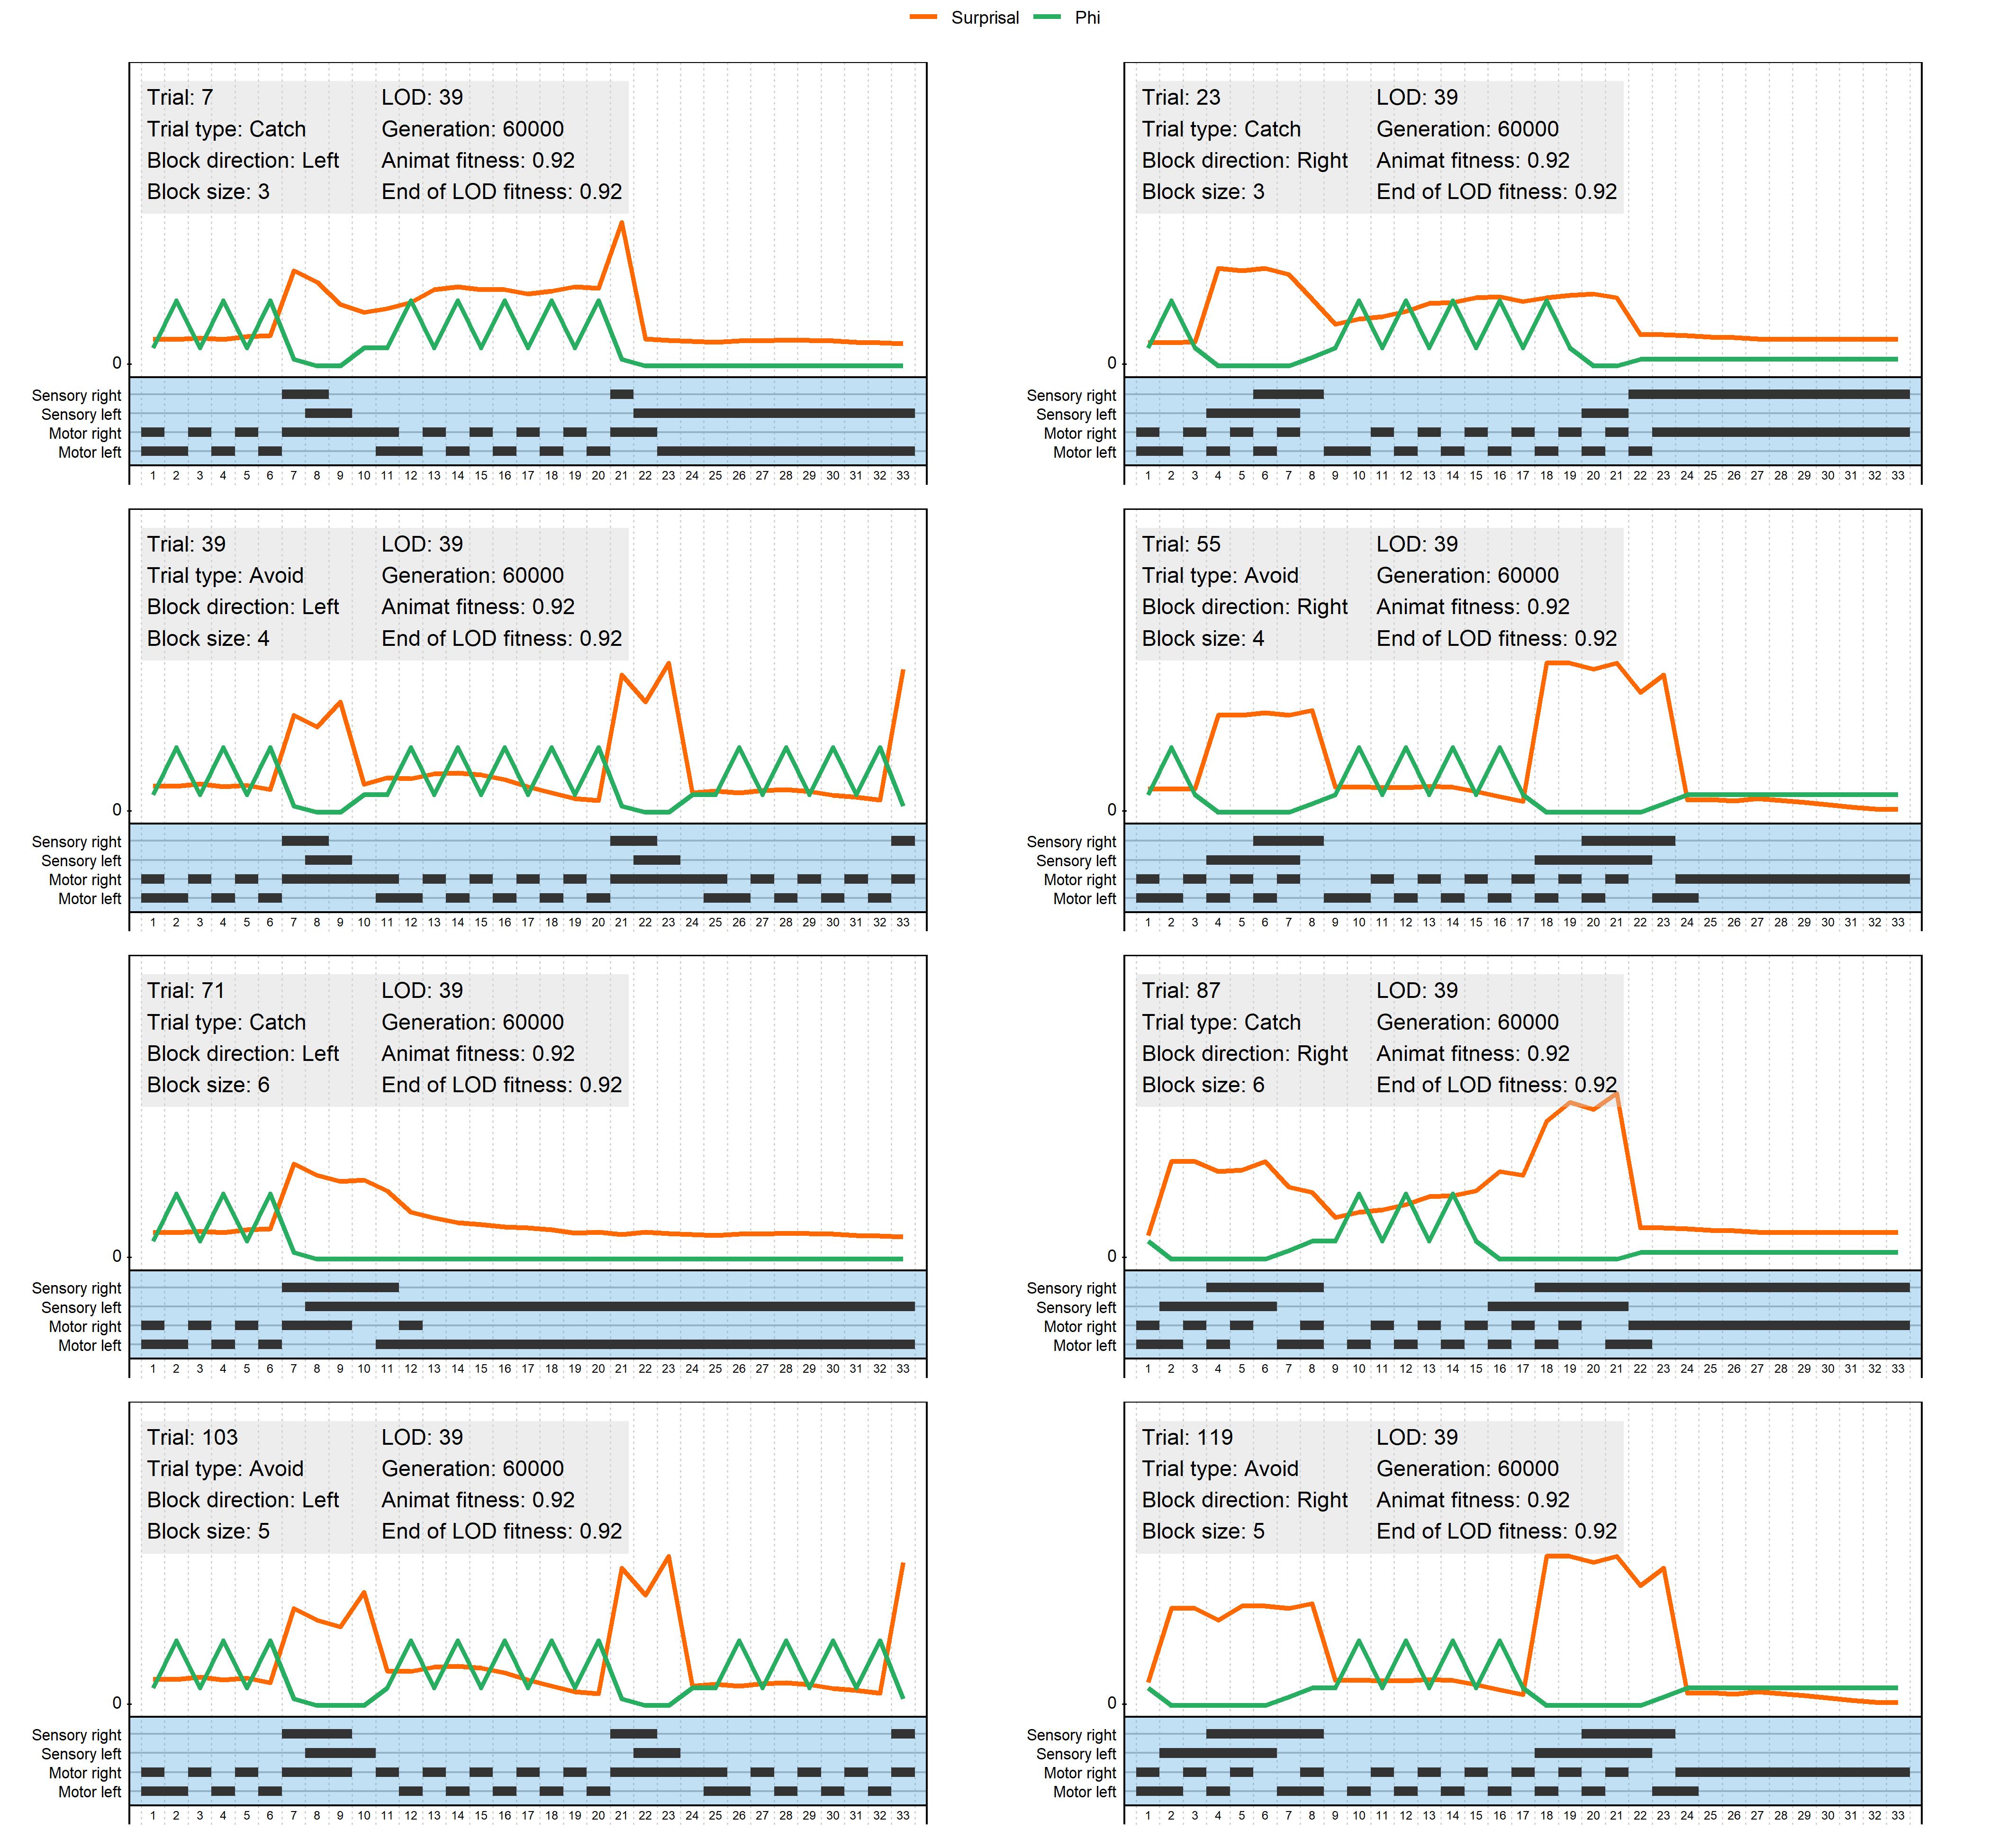 Surprisal Phi
Trial: 7 LOD: 39
Trial type: Catch Generation: 60000
Block direction: Left Animat fitness: 0.92
Block size: 3 End of LOD fitness: 0.92
0
Sensory right
Sensory left
Motor right
Motor left
1 2 3 4 5 6 7 8 9 10 11 12 13 14 15 16 17 18 19 20 21 22 23 24 25 26 27 28 29 30 31 32 33
Trial: 23 LOD: 39
Trial type: Catch Generation: 60000
Block direction: Right Animat fitness: 0.92
Block size: 3 End of LOD fitness: 0.92
0
Sensory right
Sensory left
Motor right
Motor left
1 2 3 4 5 6 7 8 9 10 11 12 13 14 15 16 17 18 19 20 21 22 23 24 25 26 27 28 29 30 31 32 33
Trial: 39 LOD: 39
Trial type: Avoid Generation: 60000
Block direction: Left Animat fitness: 0.92
Block size: 4 End of LOD fitness: 0.92
0
Sensory right
Sensory left
Motor right
Motor left
1 2 3 4 5 6 7 8 9 10 11 12 13 14 15 16 17 18 19 20 21 22 23 24 25 26 27 28 29 30 31 32 33
Trial: 55 LOD: 39
Trial type: Avoid Generation: 60000
Block direction: Right Animat fitness: 0.92
Block size: 4 End of LOD fitness: 0.92
0
Sensory right
Sensory left
Motor right
Motor left
1 2 3 4 5 6 7 8 9 10 11 12 13 14 15 16 17 18 19 20 21 22 23 24 25 26 27 28 29 30 31 32 33
Trial: 71 LOD: 39
Trial type: Catch Generation: 60000
Block direction: Left Animat fitness: 0.92
Block size: 6 End of LOD fitness: 0.92
0
Sensory right
Sensory left
Motor right
Motor left
1 2 3 4 5 6 7 8 9 10 11 12 13 14 15 16 17 18 19 20 21 22 23 24 25 26 27 28 29 30 31 32 33
Trial: 87 LOD: 39
Trial type: Catch Generation: 60000
Block direction: Right Animat fitness: 0.92
Block size: 6 End of LOD fitness: 0.92
0
Sensory right
Sensory left
Motor right
Motor left
1 2 3 4 5 6 7 8 9 10 11 12 13 14 15 16 17 18 19 20 21 22 23 24 25 26 27 28 29 30 31 32 33
Trial: 103 LOD: 39
Trial type: Avoid Generation: 60000
Block direction: Left Animat fitness: 0.92
Block size: 5 End of LOD fitness: 0.92
0
Sensory right
Sensory left
Motor right
Motor left
1 2 3 4 5 6 7 8 9 10 11 12 13 14 15 16 17 18 19 20 21 22 23 24 25 26 27 28 29 30 31 32 33
Trial: 119 LOD: 39
Trial type: Avoid Generation: 60000
Block direction: Right Animat fitness: 0.92
Block size: 5 End of LOD fitness: 0.92
0
Sensory right
Sensory left
Motor right
Motor left
1 2 3 4 5 6 7 8 9 10 11 12 13 14 15 16 17 18 19 20 21 22 23 24 25 26 27 28 29 30 31 32 33